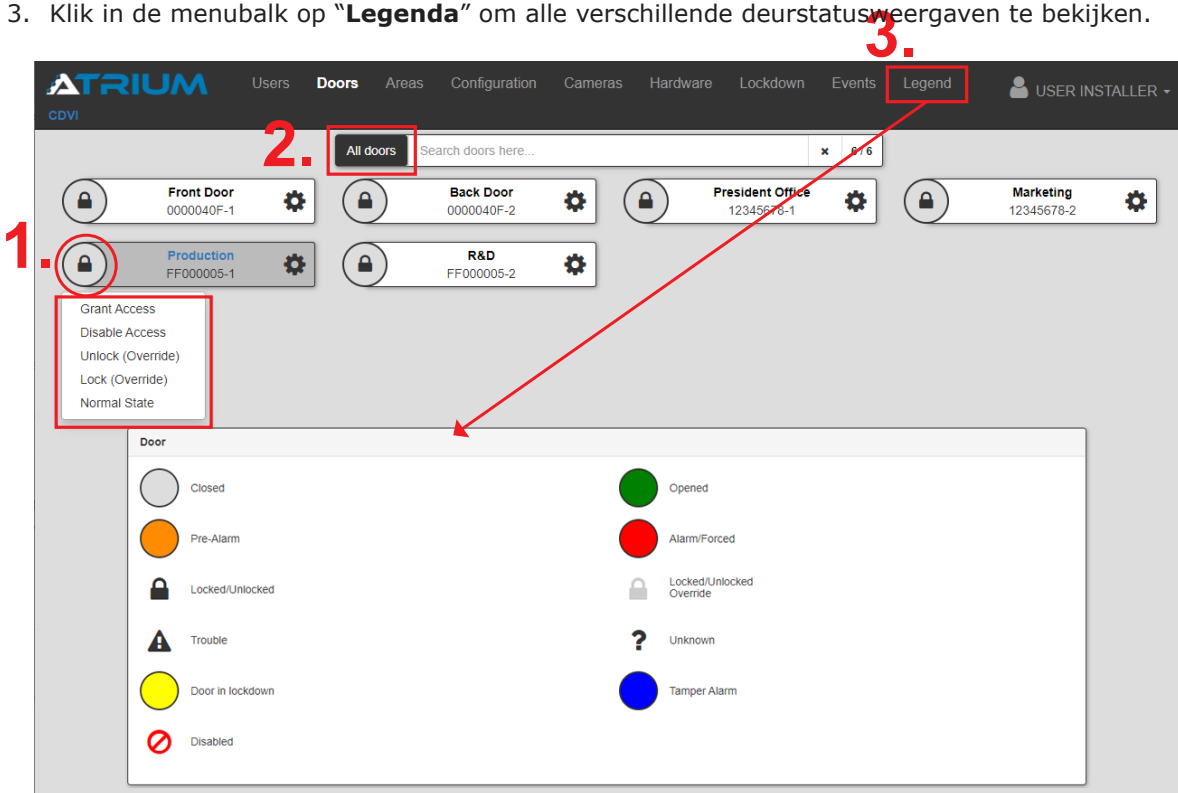 3. Klik in de menubalk op “Legenda” om alle verschillende deurstatusweergaven te bekijken.
3.
ATRIUM
Users Doors Areas Configuration Cameras Hardware Lockdown Events Legend USER INSTALLER
CDVI
2.
All doors Search doors here... × 6 / 6
Front Door
0000040F-1
Back Door
0000040F-2
President Office
12345678-1
Marketing
12345678-2
1.
Production
FF000005-1
R&D
FF000005-2
Grant Access
Disable Access
Unlock (Override)
Lock (Override)
Normal State
Door
Closed
Opened
Pre-Alarm
Alarm/Forced
Locked/Unlocked
Locked/Unlocked
Override
Trouble
? Unknown
Door in lockdown
Tamper Alarm
Disabled